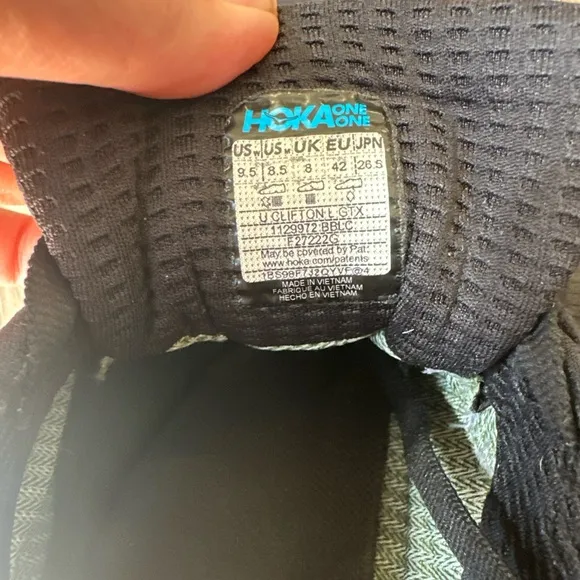 HOKA ONE ONE
US W US M UK EU JPN
9.5 8.5 8 42 26.5
U CLIFTON L GTX
1129972 BBLC
F27222G
May be covered by Pat.
www.hoka.com/patents
MADE IN VIETNAM
FABRIQUÉ AU VIETNAM
HECHO EN VIETNAM